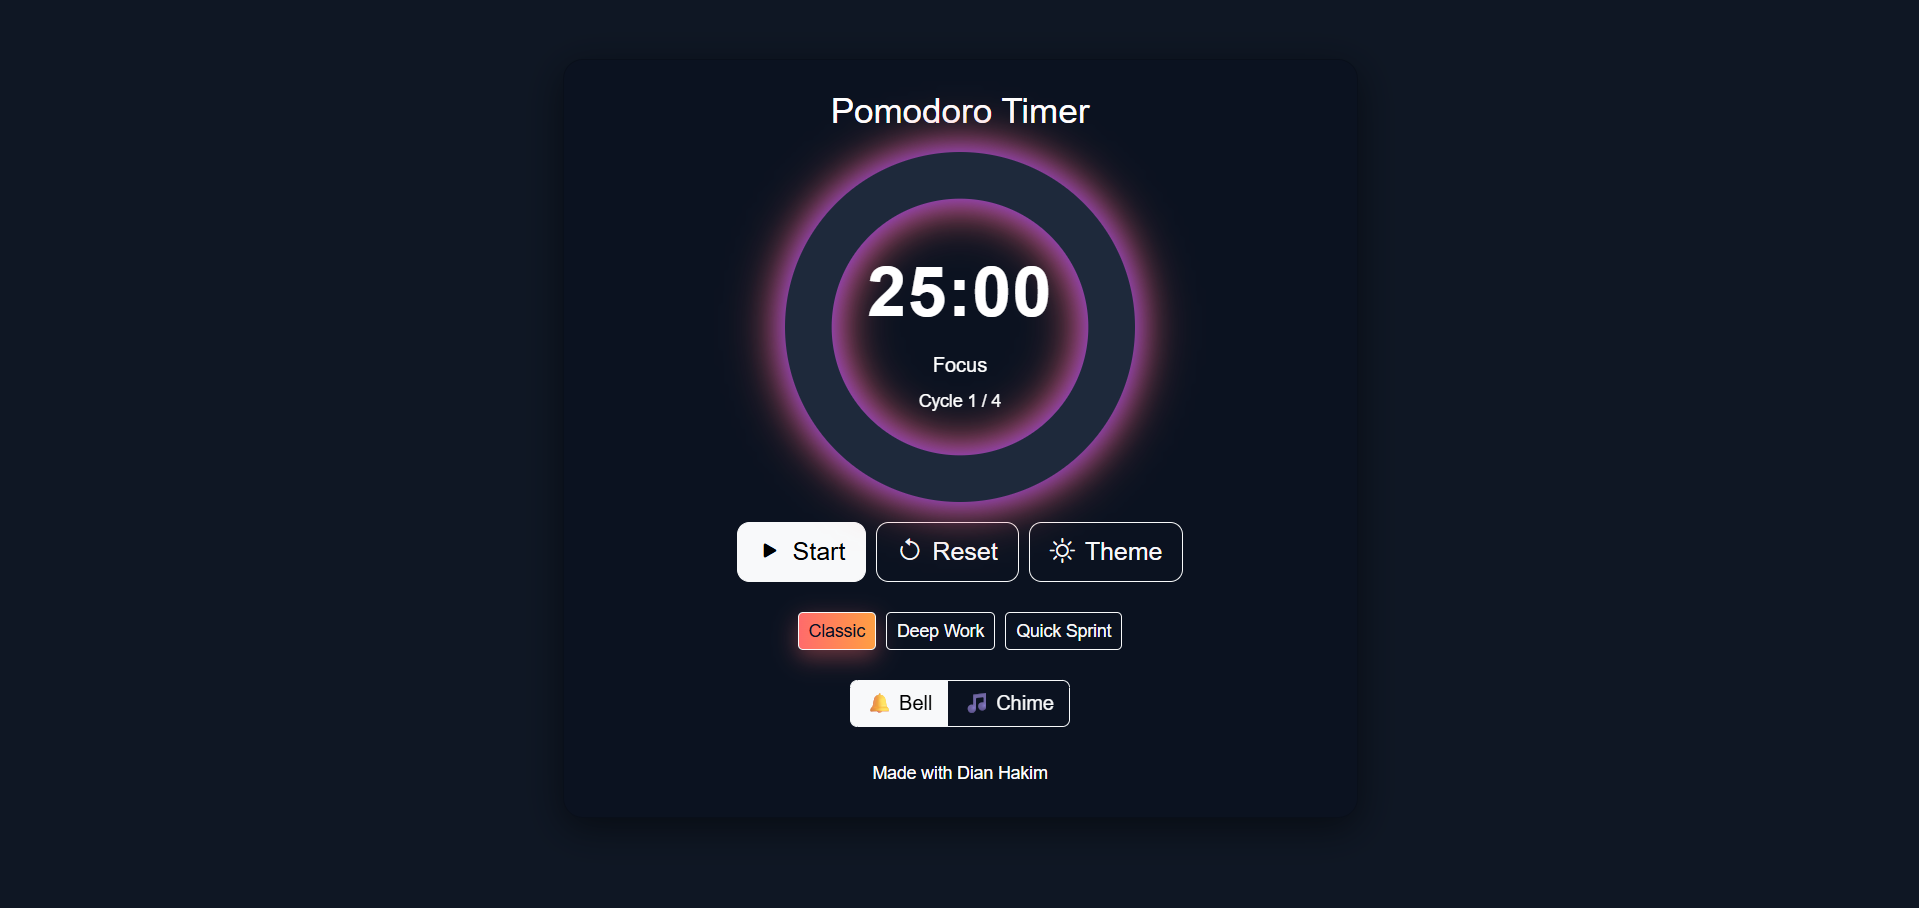 Pomodoro Timer
25:00
Focus
Cycle 1 / 4
Start Reset Theme
Classic Deep Work Quick Sprint
Bell Chime
Made with Dian Hakim